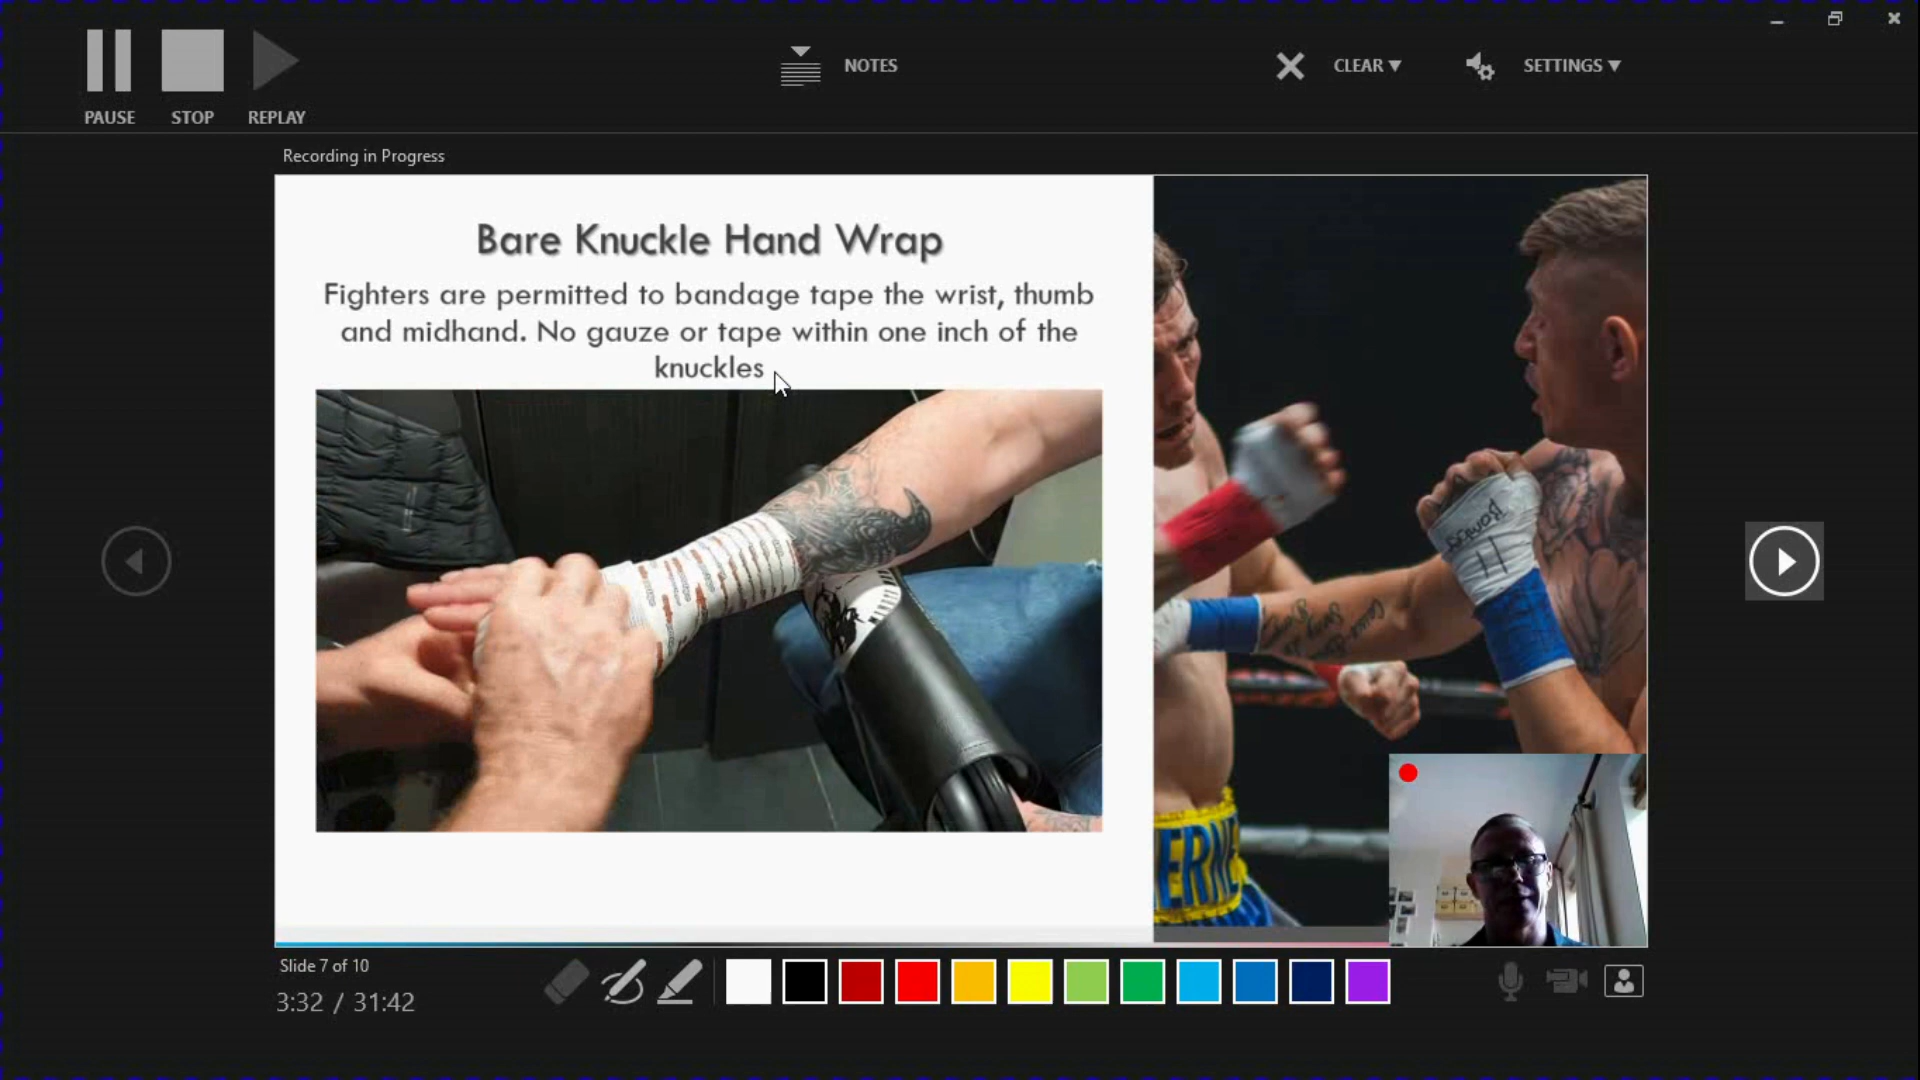 NOTES
CLEAR
SETTINGS
PAUSE
STOP
REPLAY
Recording in Progress
Bare Knuckle Hand Wrap
Fighters are permitted to bandage tape the wrist, thumb
and midhand. No gauze or tape within one inch of the
knuckles
ERNE
Slide 7 of 10
3:32 / 31:42